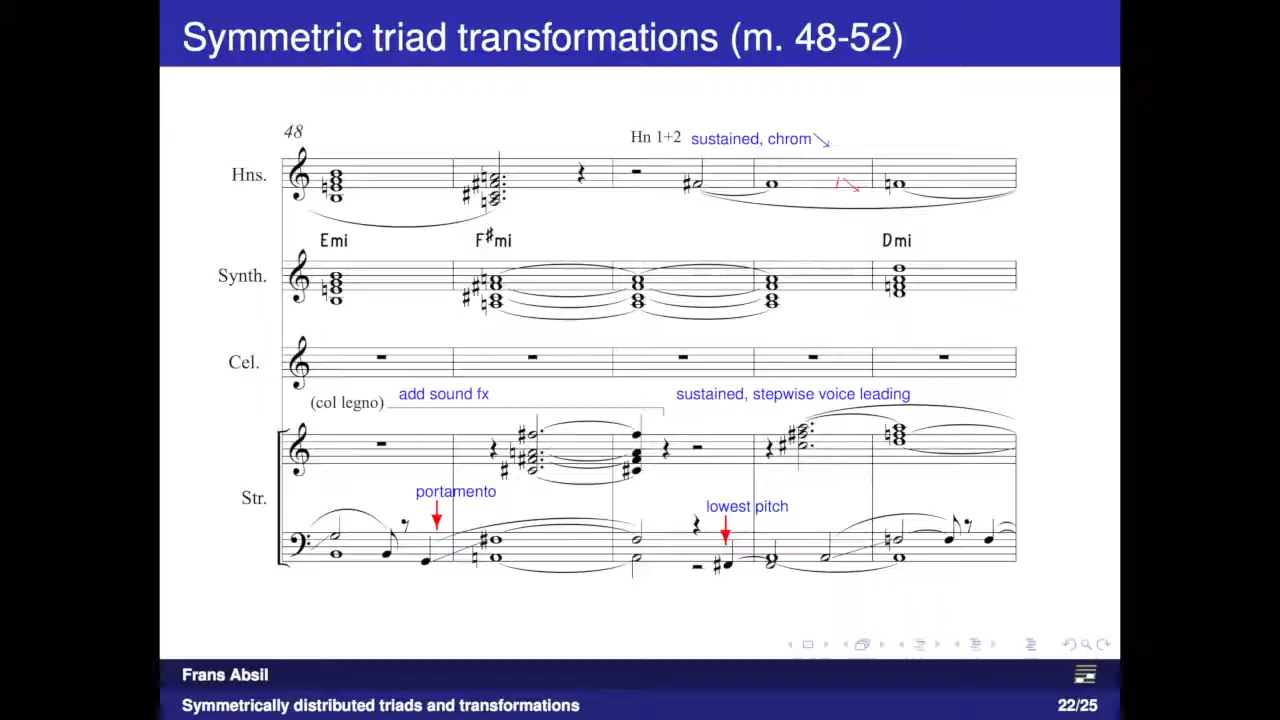 Symmetric triad transformations (m. 48-52)
48
Hn 1+2 sustained, chrom
Hns.
i
Emi F#mi Dmi
Synth.
Cel.
add sound fx sustained, stepwise voice leading
(col legno)
Str.
portamento
lowest pitch
Frans Absil
Symmetrically distributed triads and transformations 22/25